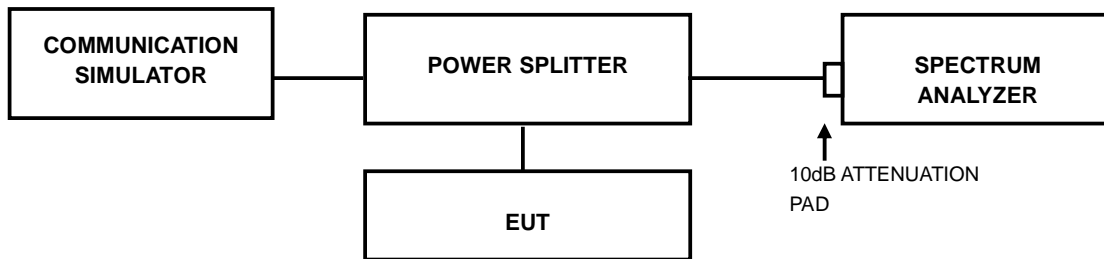 COMMUNICATION
SIMULATOR
POWER SPLITTER
SPECTRUM
ANALYZER
10dB ATTENUATION
PAD
EUT